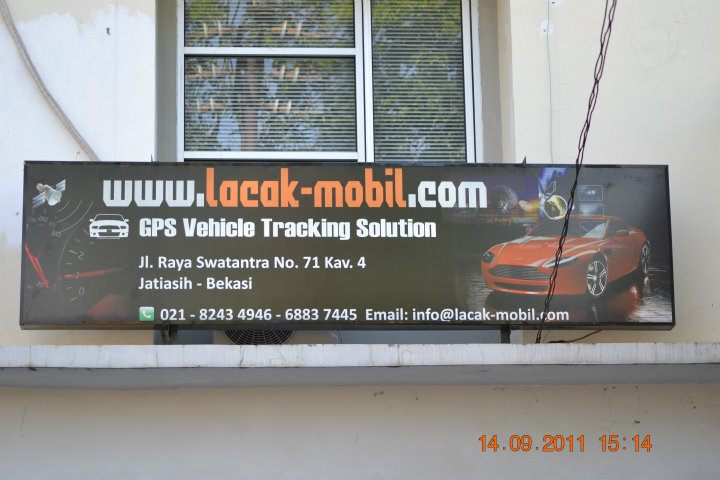 www.lacak-mobil.com
GPS Vehicle Tracking Solution
Jl. Raya Swatantra No. 71 Kav. 4
Jatiasih - Bekasi
021 - 8243 4946 - 6883 7445 Email: info@lacak-mobil.com
14.09.2011 15:14